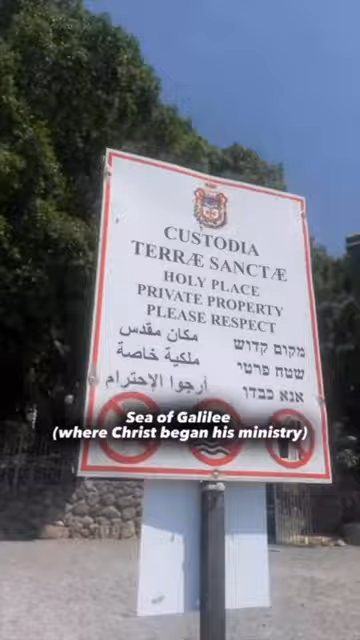 CUSTODIA
TERRÆ SANCTÆ
HOLY PLACE
PRIVATE PROPERTY
PLEASE RESPECT
مكان مقدس
ملكية خاصة
أرجوا الإحترام
מקום קדוש
שטח פרטי
אנא כבדו
Sea of Galilee
(where Christ began his ministry)